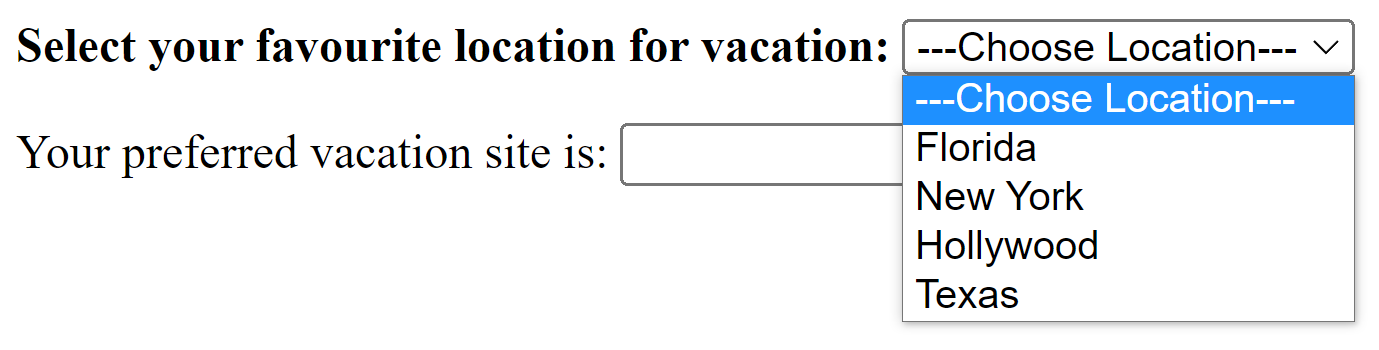 Select your favourite location for vacation: ---Choose Location---
---Choose Location---
Your preferred vacation site is:
Florida
New York
Hollywood
Texas